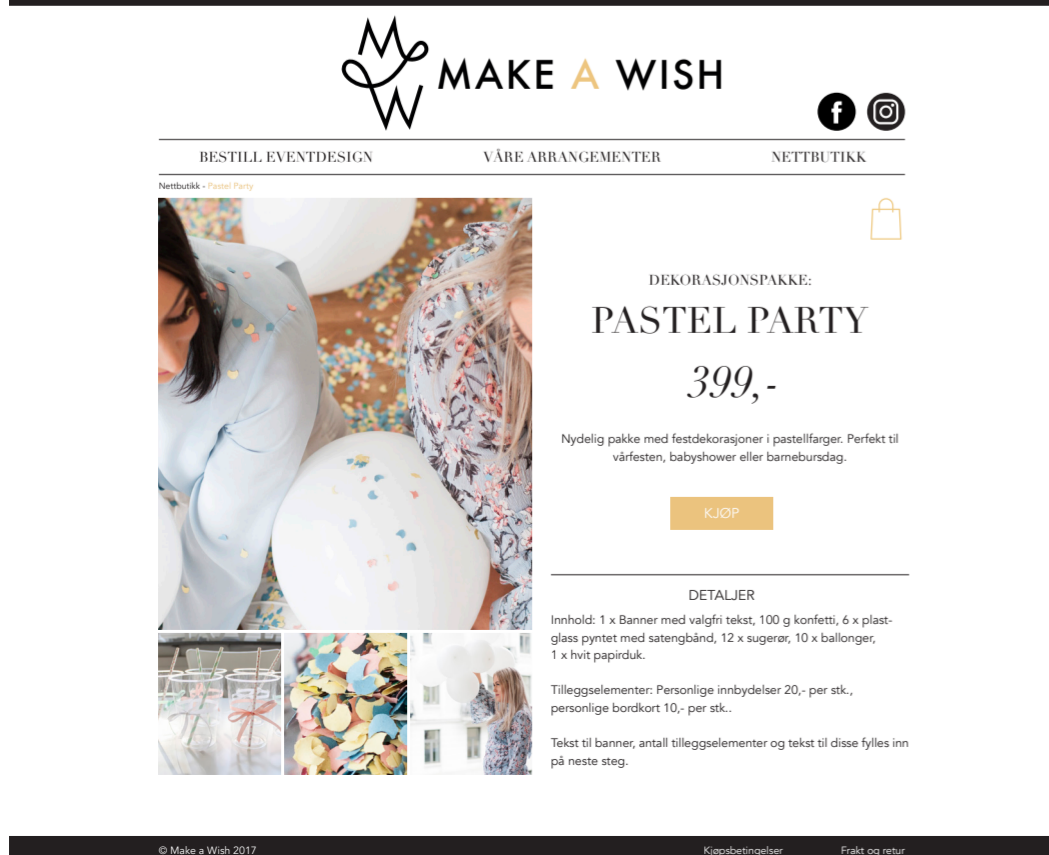 MAKE A WISH
BESTILL EVENTDESIGN
VÅRE ARRANGEMENTER
NETTBUTIKK
Nettbutikk - Pastel Party
DEKORASJONSPAKKE:
PASTEL PARTY
399,-
Nydelig pakke med festdekorasjoner i pastellfarger. Perfekt til
vårfesten, babyshower eller barnebursdag.
KJØP
DETALJER
Innhold: 1 x Banner med valgfri tekst, 100 g konfetti, 6 x plast-
glass pyntet med satengbånd, 12 x sugerør, 10 x ballonger,
1 x hvit papirduk.
Tilleggselementer: Personlige innbydelser 20,- per stk.,
personlige bordkort 10,- per stk..
Tekst til banner, antall tilleggselementer og tekst til disse fylles inn
på neste steg.
© Make a Wish 2017
Kjøpsbetingelser
Frakt og retur